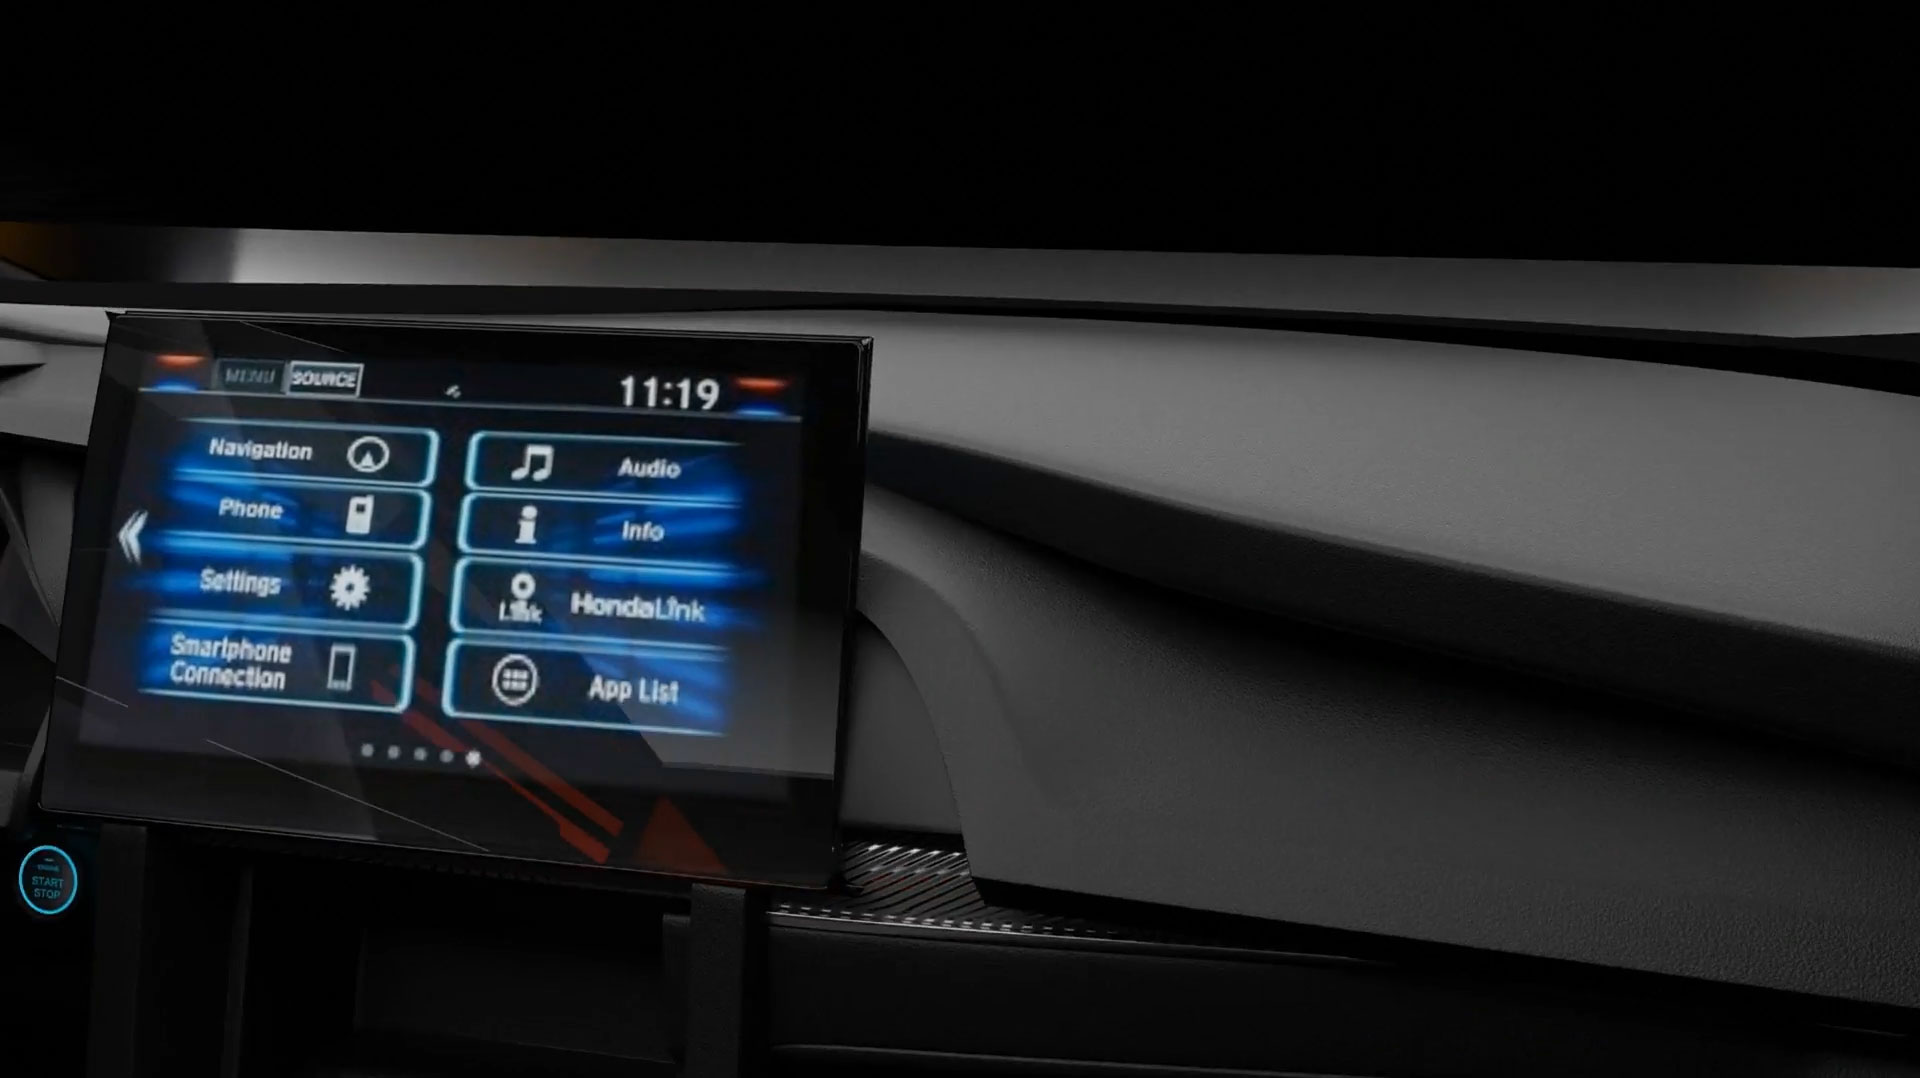 MENU SOURCE
11:19
Navigation
Audio
Phone
Info
Settings
Link HondaLink
Smartphone
Connection
App List
START
STOP